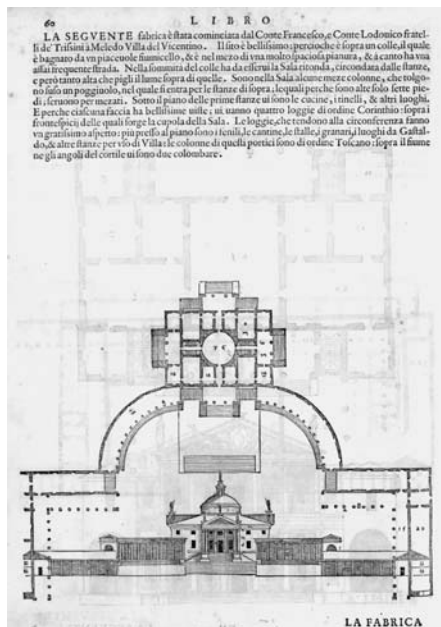 60
LIBRO
LA SEGVENTE fabrica è ſtata cominciata dal Conte Franceſco, e Conte Lodouico fratel-
li de' Triſsini à Meledo Villa del Vicentino. Il ſito è belliſsimo: percioche è ſopra un colle, il quale
è bagnato da vn piaceuole fiumicello, & è nel mezo di vna molto ſpacioſa pianura, & à canto ha vna
aſſai frequente ſtrada. Nella ſommità del colle ha da eſſerui la Sala ritonda, circondata dalle ſtanze,
e però tanto alta che pigli il lume ſopra di quelle. Sono nella Sala alcune meze colonne, che tolgo-
no ſuſo un poggiuolo, nel quale ſi entra per le ſtanze di ſopra; lequali perche ſono alte ſolo ſette pie-
di; ſeruono per mezati. Sotto il piano delle prime ſtanze ui ſono le cucine, i tinelli, & altri luoghi.
E perche ciaſcuna faccia ha belliſsime uiſte; ui uanno quattro loggie di ordine Corinthio: ſopra i
fronteſpicij delle quali ſorge la cupola della Sala. Le loggie, che tendono alla circonferenza fanno
vn gratiſsimo aſpetto: piu preſſo al piano ſono i fenili, le cantine, le ſtalle, i granari, i luoghi da Gaſtal-
do, & altre ſtanze per vſo di Villa: le colonne di queſti portici ſono di ordine Toſcano: ſopra il fiume
ne gli angoli del cortile ui ſono due colombare.
LA FABRICA